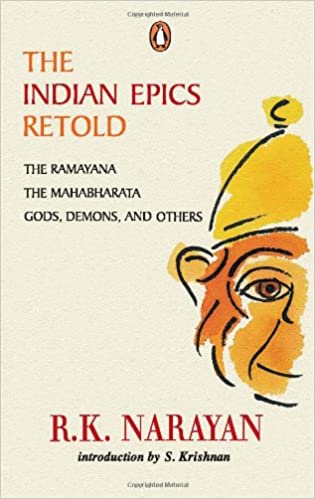 THE
INDIAN EPICS
RETOLD
THE RAMAYANA
THE MAHABHARATA
GODS, DEMONS, AND OTHERS
R.K. NARAYAN
introduction by S. Krishnan